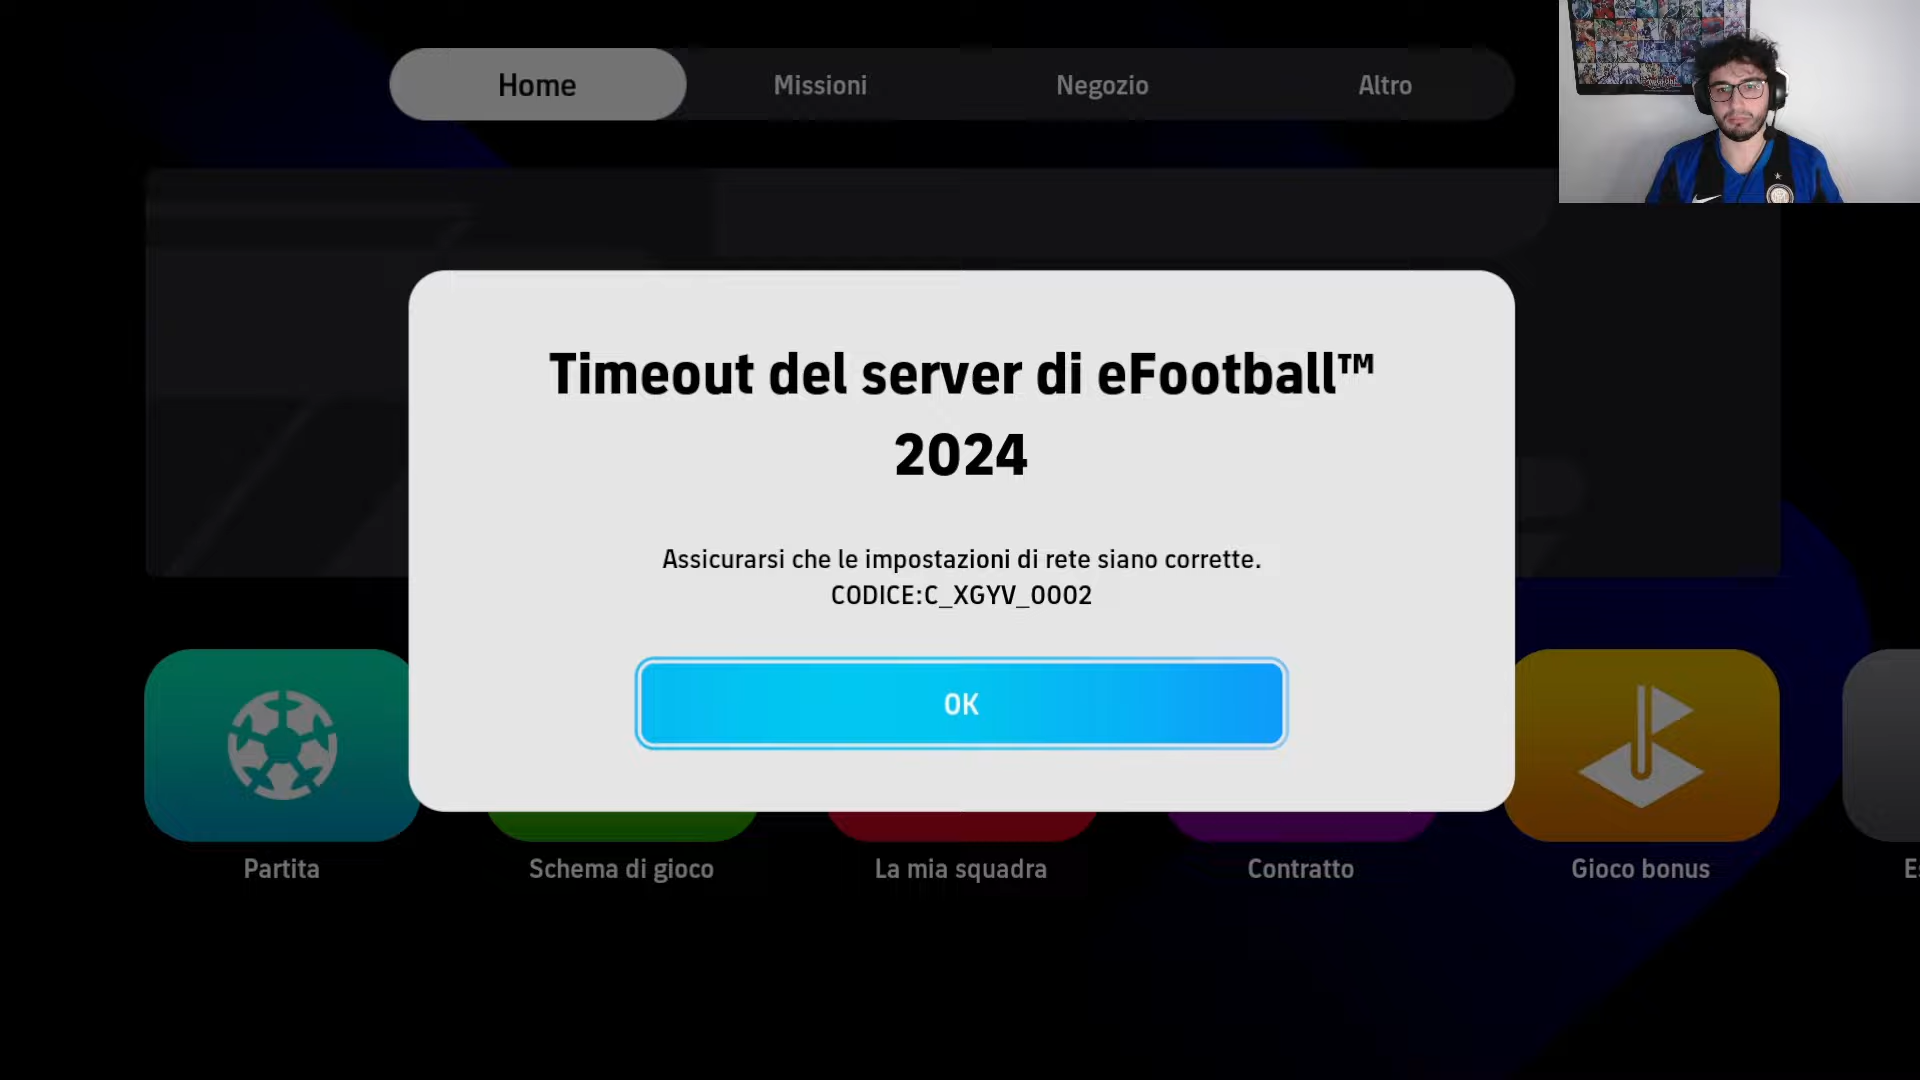 Home
Missioni
Negozio
Altro
Timeout del server di eFootball™
2024
Assicurarsi che le impostazioni di rete siano corrette.
CODICE:C_XGYV_0002
OK
Partita
Schema di gioco
La mia squadra
Contratto
Gioco bonus